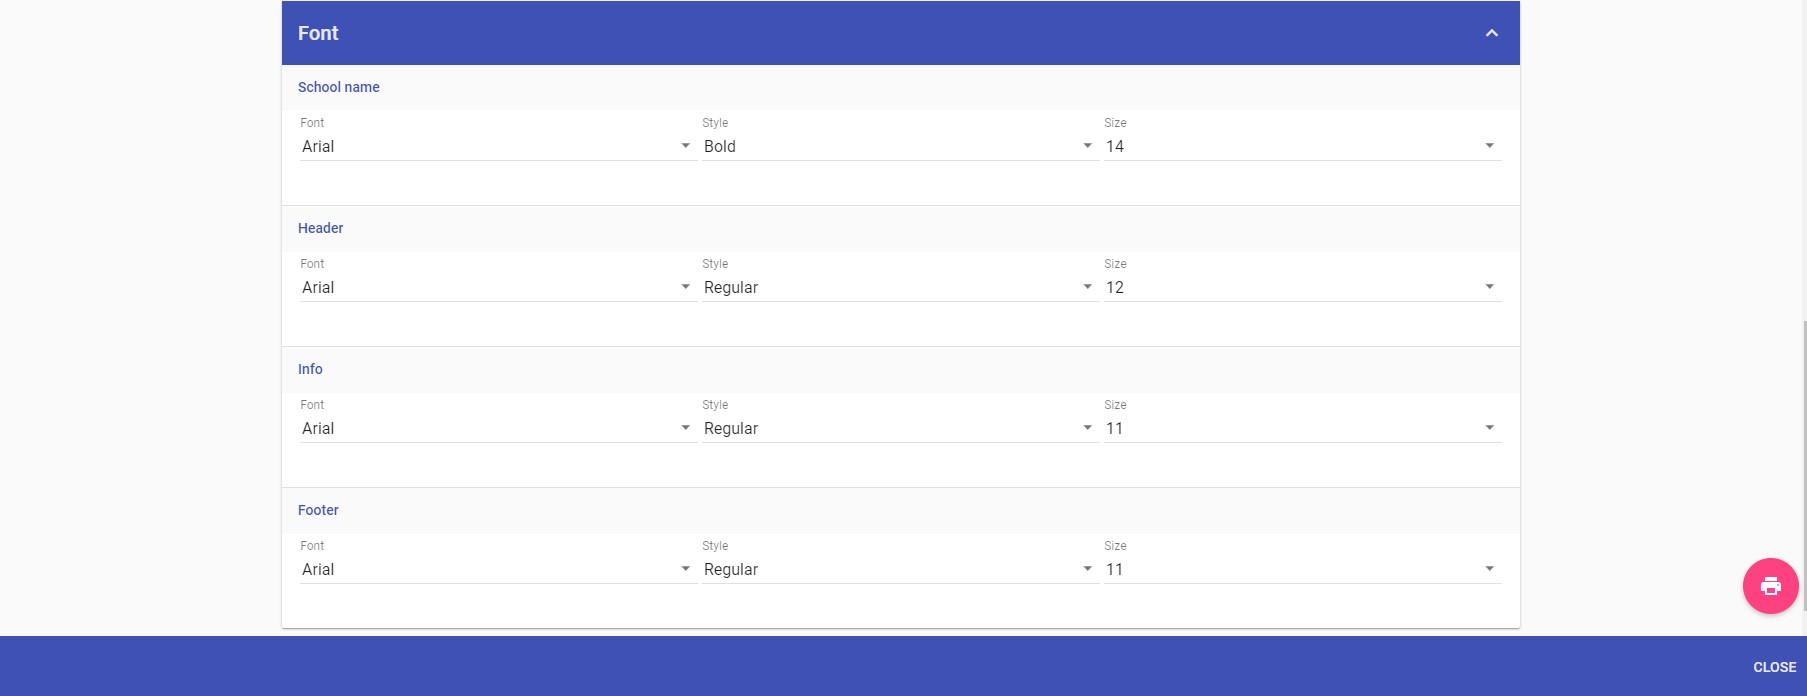 Font
School name
Font Style Size
Arial Bold 14
Header
Font Style Size
Arial Regular 12
Info
Font Style Size
Arial Regular 11
Footer
Font Style Size
Arial Regular 11
CLOSE